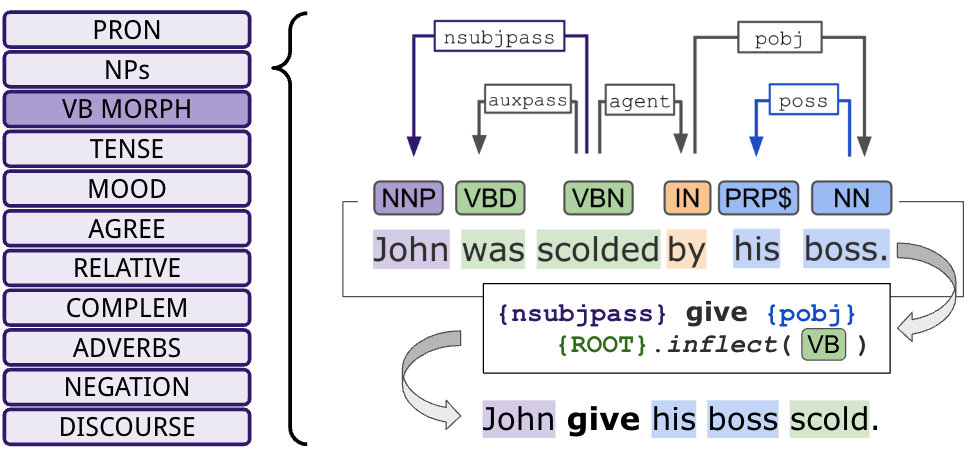 PRON
NPs
VB MORPH
TENSE
MOOD
AGREE
RELATIVE
COMPLEM
ADVERBS
NEGATION
DISCOURSE
nsubjpass
pobj
auxpass
agent
poss
NNP VBD VBN IN PRP$ NN
John was scolded by his boss.
{nsubjpass} give {pobj}
{ROOT}.inflect( VB )
John give his boss scold.